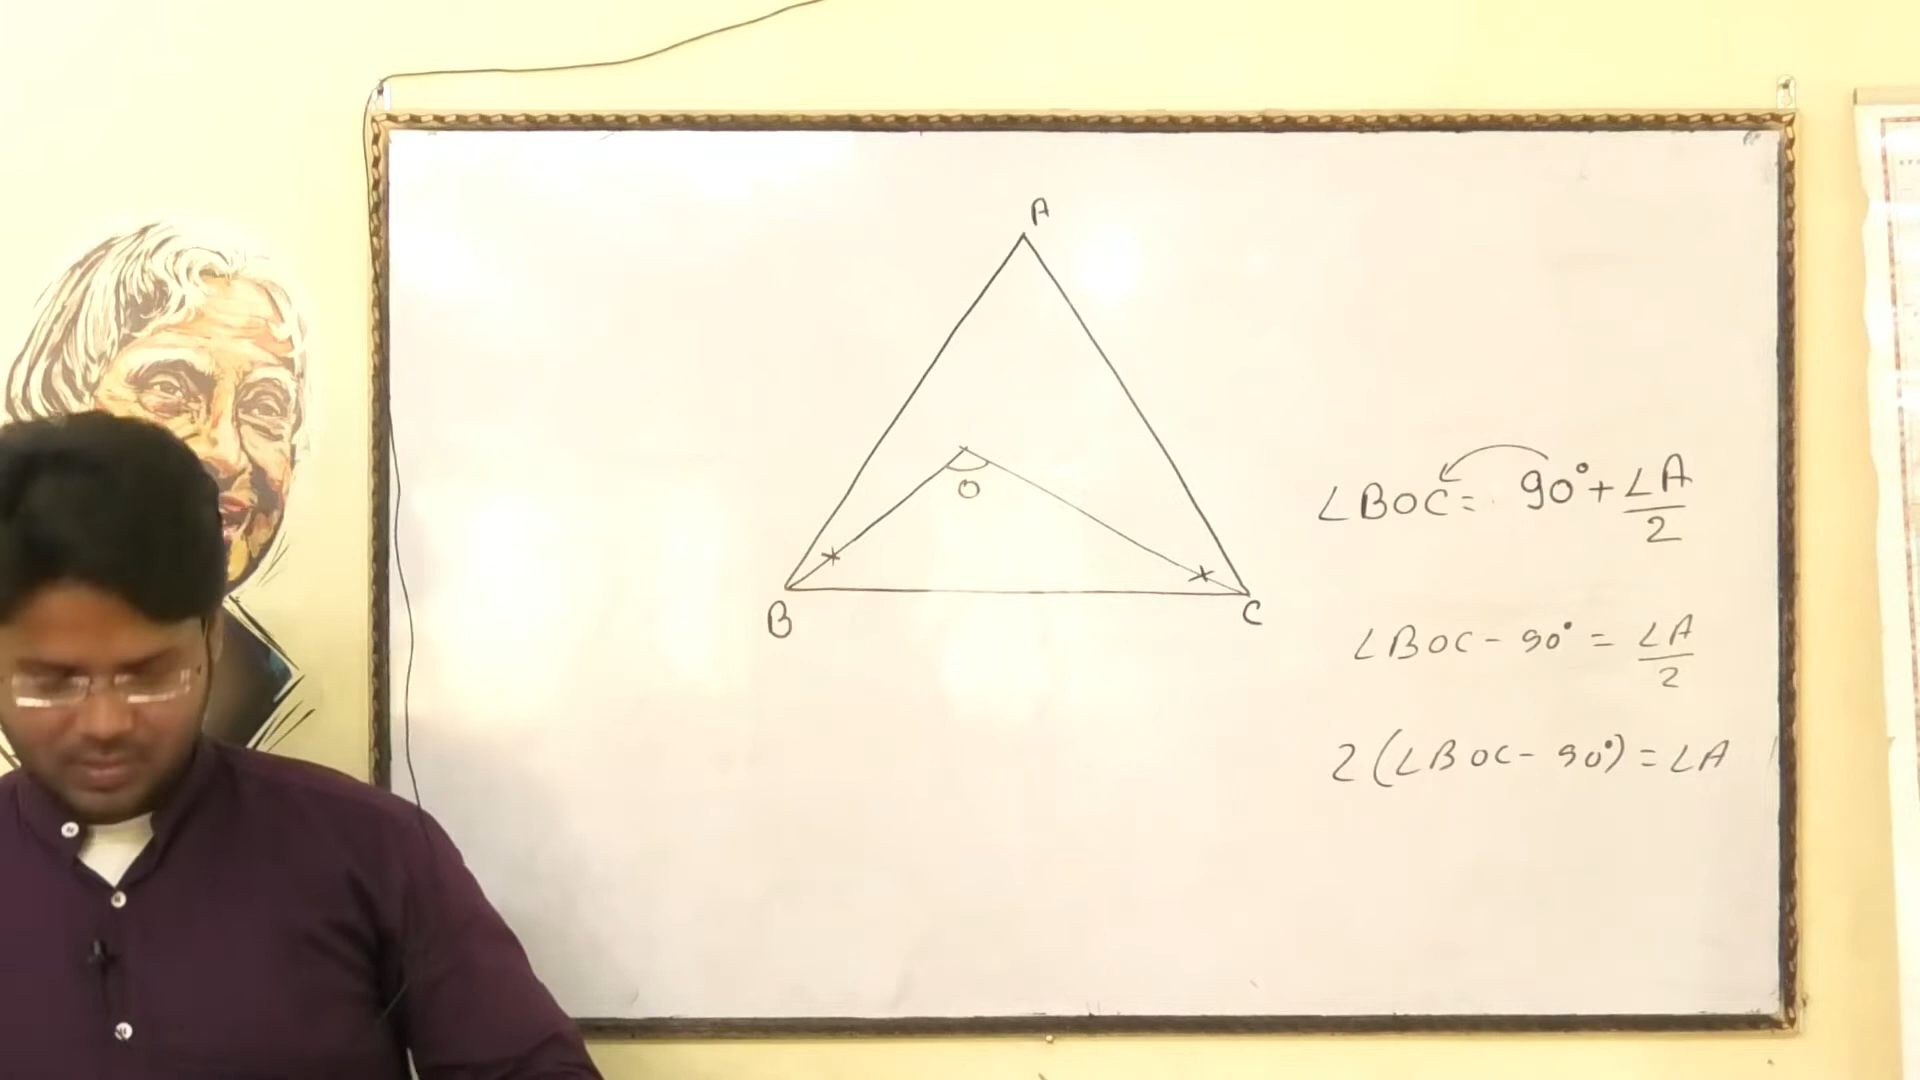 A
O
B
C
∠BOC = 90° + ∠A/2
∠BOC - 90° = ∠A/2
2(∠BOC - 90°) = ∠A